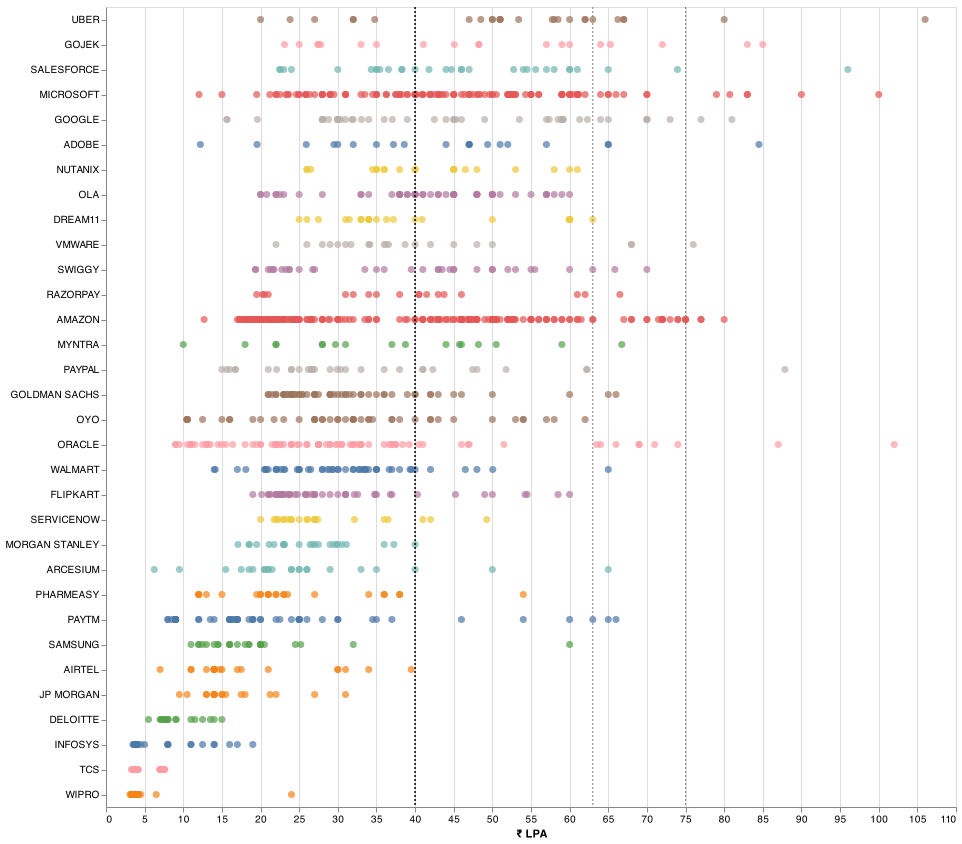 UBER
GOJEK
SALESFORCE
MICROSOFT
GOOGLE
ADOBE
NUTANIX
OLA
DREAM11
VMWARE
SWIGGY
RAZORPAY
AMAZON
MYNTRA
PAYPAL
GOLDMAN SACHS
OYO
ORACLE
WALMART
FLIPKART
SERVICENOW
MORGAN STANLEY
ARCESIUM
PHARMEASY
PAYTM
SAMSUNG
AIRTEL
JP MORGAN
DELOITTE
INFOSYS
TCS
WIPRO
0 5 10 15 20 25 30 35 40 45 50 55 60 65 70 75 80 85 90 95 100 105 110
₹ LPA